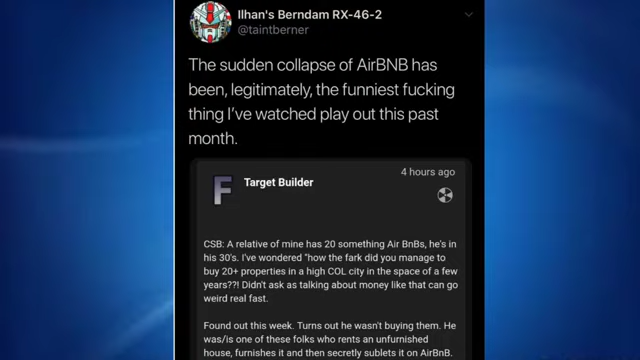 Ilhan's Berndam RX-46-2
@taintberner
The sudden collapse of AirBNB has
been, legitimately, the funniest fucking
thing I've watched play out this past
month.
4 hours ago
F
Target Builder
CSB: A relative of mine has 20 something Air BnBs, he's in
his 30's. I've wondered "how the fark did you manage to
buy 20+ properties in a high COL city in the space of a few
years??! Didn't ask as talking about money like that can go
weird real fast.
Found out this week. Turns out he wasn't buying them. He
was/is one of these folks who rents an unfurnished
house, furnishes it and then secretly sublets it on AirBnB.